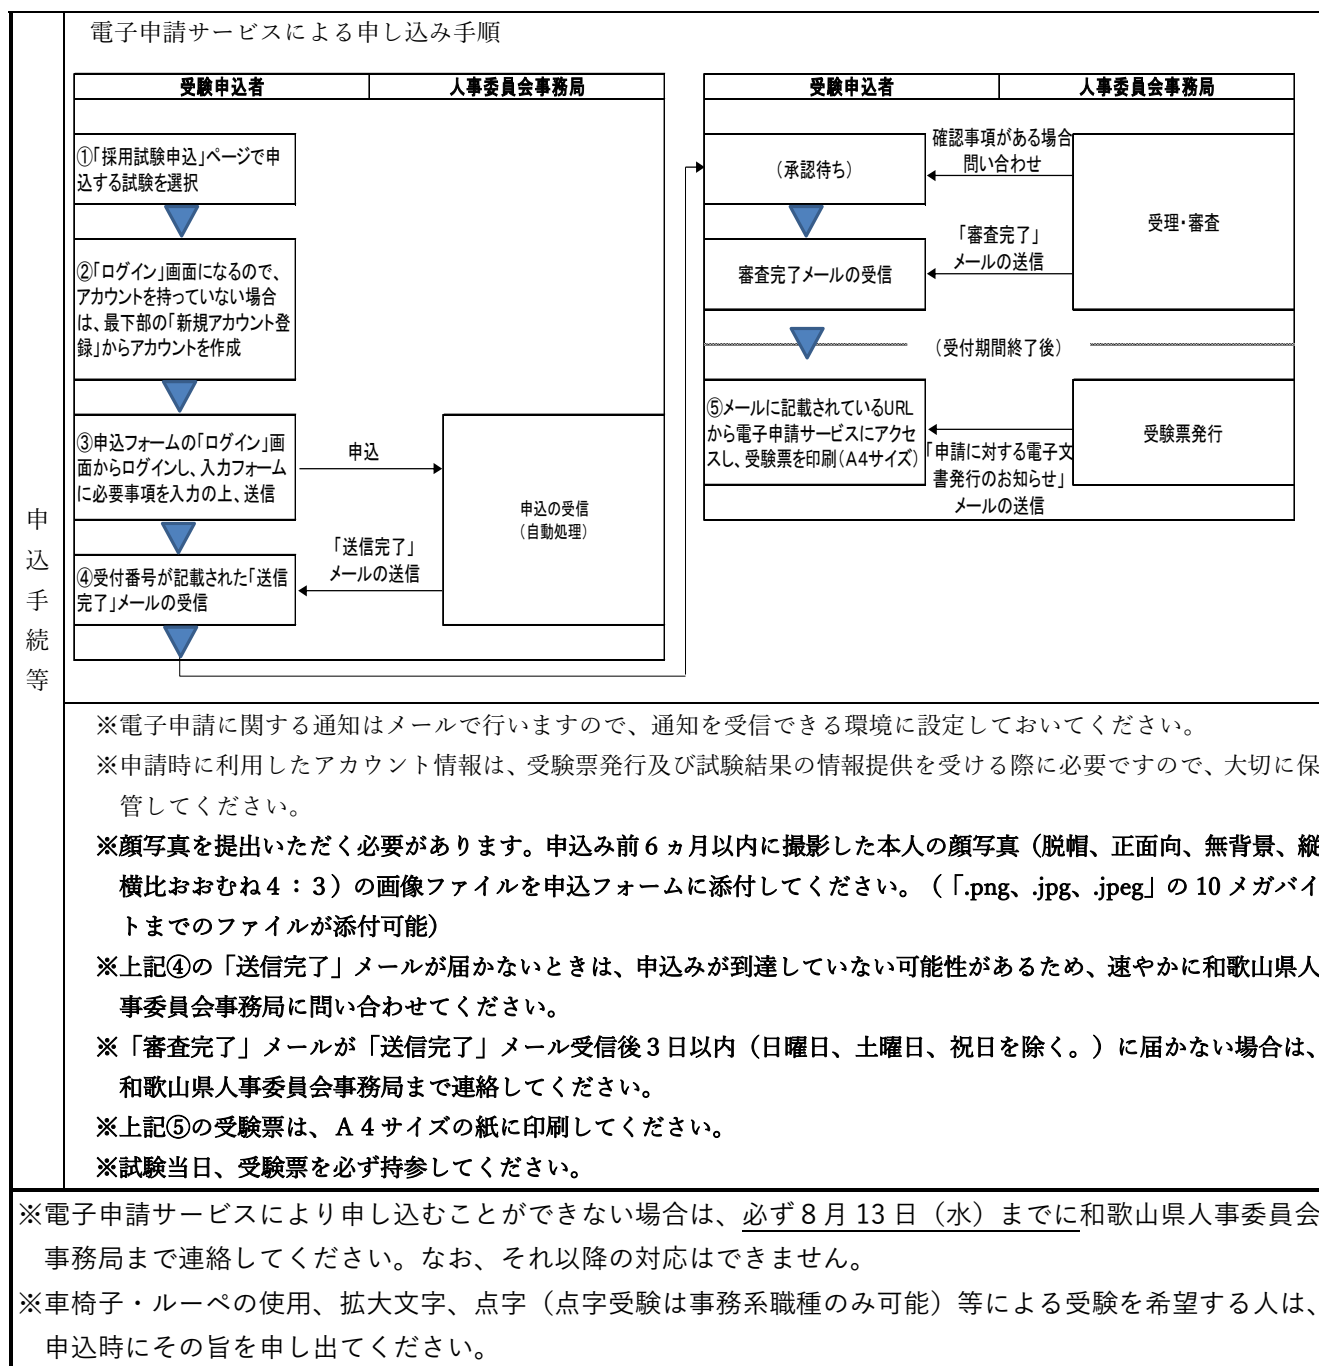 電子申請サービスによる申し込み手順
受験申込者
人事委員会事務局
①「採用試験申込」ページで申
込する試験を選択
②「ログイン」画面になるので、
アカウントを持っていない場合
は、最下部の「新規アカウント登
録」からアカウントを作成
③申込フォームの「ログイン」画
面からログインし、入力フォーム
に必要事項を入力の上、送信
申込
申込の受信
（自動処理）
「送信完了」
メールの送信
④受付番号が記載された「送信
完了」メールの受信
受験申込者
人事委員会事務局
（承認待ち）
確認事項がある場合
問い合わせ
受理・審査
「審査完了」
メールの送信
審査完了メールの受信
（受付期間終了後）
⑤メールに記載されているURL
から電子申請サービスにアクセ
スし、受験票を印刷（A4サイズ）
受験票発行
「申請に対する電子文
書発行のお知らせ」
メールの送信
申込手続等
※電子申請に関する通知はメールで行いますので、通知を受信できる環境に設定しておいてください。
※申請時に利用したアカウント情報は、受験票発行及び試験結果の情報提供を受ける際に必要ですので、大切に保
管してください。
※顔写真を提出いただく必要があります。申込み前６ヵ月以内に撮影した本人の顔写真（脱帽、正面向、無背景、縦
横比おおむね４：３）の画像ファイルを申込フォームに添付してください。（「.png、.jpg、.jpeg」の 10 メガバイ
トまでのファイルが添付可能）
※上記④の「送信完了」メールが届かないときは、申込みが到達していない可能性があるため、速やかに和歌山県人
事委員会事務局に問い合わせてください。
※「審査完了」メールが「送信完了」メール受信後３日以内（日曜日、土曜日、祝日を除く。）に届かない場合は、
和歌山県人事委員会事務局まで連絡してください。
※上記⑤の受験票は、Ａ４サイズの紙に印刷してください。
※試験当日、受験票を必ず持参してください。
※電子申請サービスにより申し込むことができない場合は、必ず８月 13 日（水）までに和歌山県人事委員会
事務局まで連絡してください。なお、それ以降の対応はできません。
※車椅子・ルーペの使用、拡大文字、点字（点字受験は事務系職種のみ可能）等による受験を希望する人は、
申込時にその旨を申し出てください。